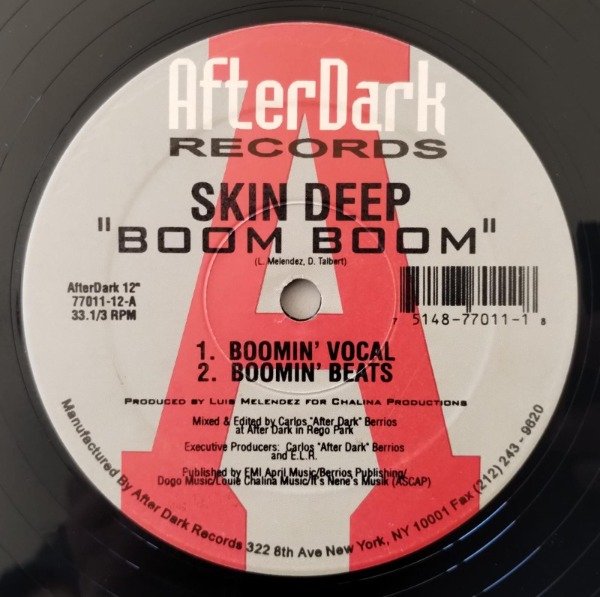 AfterDark
RECORDS
SKIN DEEP
"BOOM BOOM"
(L. Melendez, D. Talbert)
AfterDark 12"
77011-12-A
33.1/3 RPM
7 5148-77011-1 8
1. BOOMIN' VOCAL
2. BOOMIN' BEATS
PRODUCED BY LUIS MELENDEZ FOR CHALINA PRODUCTIONS
Mixed & Edited by Carlos "After Dark" Berrios
at After Dark in Rego Park
Executive Producers: Carlos "After Dark" Berrios
and E.L.R.
Published by EMI April Music/Berrios Publishing/
Dogo Music/Louie Chalina Music/It's Nene's Musik (ASCAP)
Manufactured By After Dark Records 322 8th Ave New York, NY 10001 Fax (212) 243 - 9620